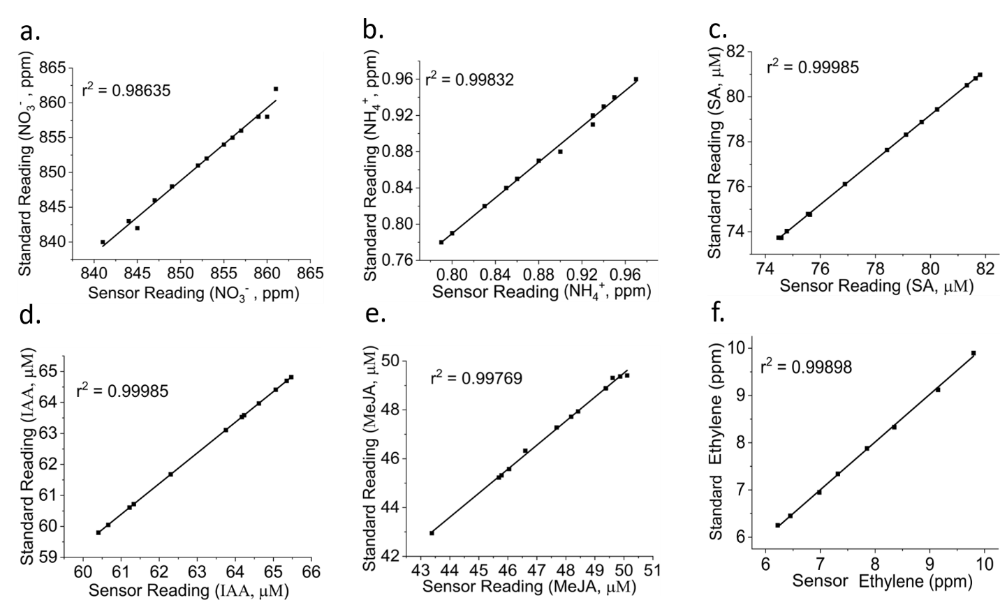 a.
Standard Reading (NO₃⁻, ppm)
865
860
855
850
845
840
r² = 0.98635
840 845 850 855 860 865
Sensor Reading (NO₃⁻ , ppm)
b.
Standard Reading (NH₄⁺, ppm)
0.96
0.92
0.88
0.84
0.80
0.76
r² = 0.99832
0.80 0.84 0.88 0.92 0.96
Sensor Reading (NH₄⁺, ppm)
c.
Standard Reading (SA, μM)
82
80
78
76
74
r² = 0.99985
74 76 78 80 82
Sensor Reading (SA, μM)
d.
Standard Reading (IAA, μM)
65
64
63
62
61
60
59
r² = 0.99985
60 61 62 63 64 65 66
Sensor Reading (IAA, μM)
e.
Standard Reading (MeJA, μM)
50
48
46
44
42
r² = 0.99769
43 44 45 46 47 48 49 50 51
Sensor Reading (MeJA, μM)
f.
Standard Ethylene (ppm)
10
9
8
7
6
r² = 0.99898
6 7 8 9 10
Sensor Ethylene (ppm)